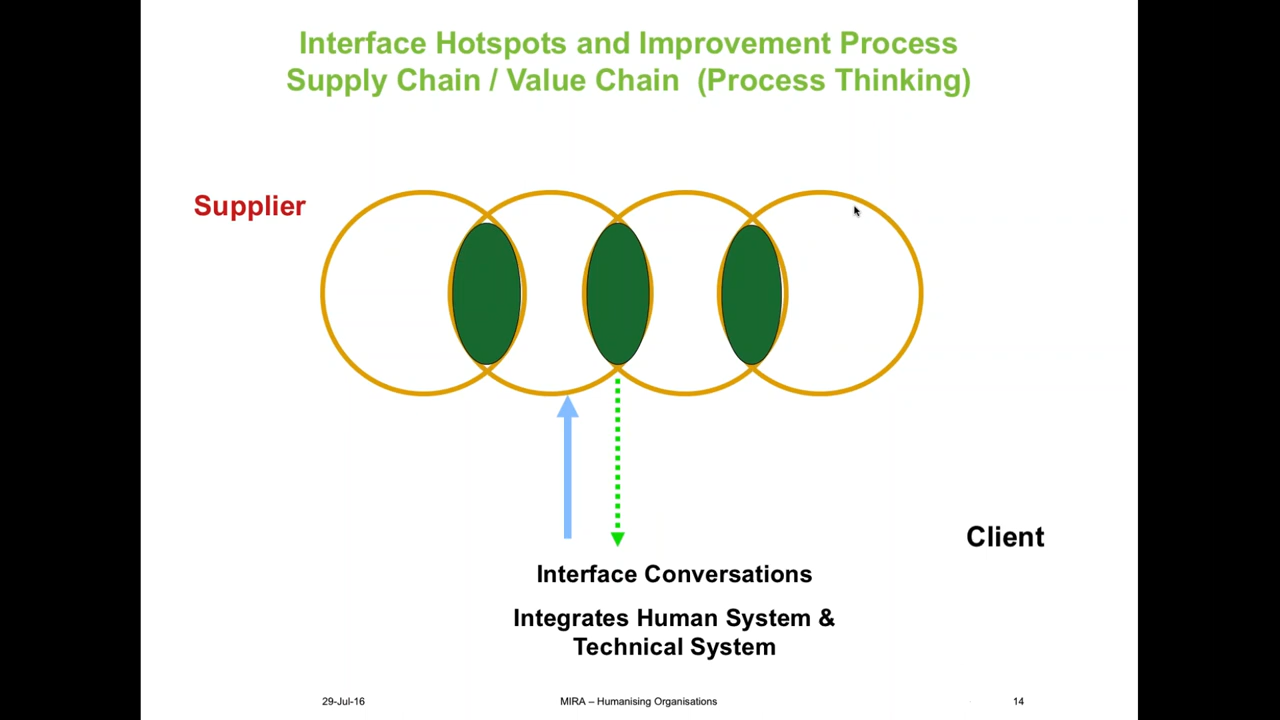 Interface Hotspots and Improvement Process
Supply Chain / Value Chain  (Process Thinking)
Supplier
Client
Interface Conversations
Integrates Human System &
Technical System
29-Jul-16
MIRA – Humanising Organisations
14